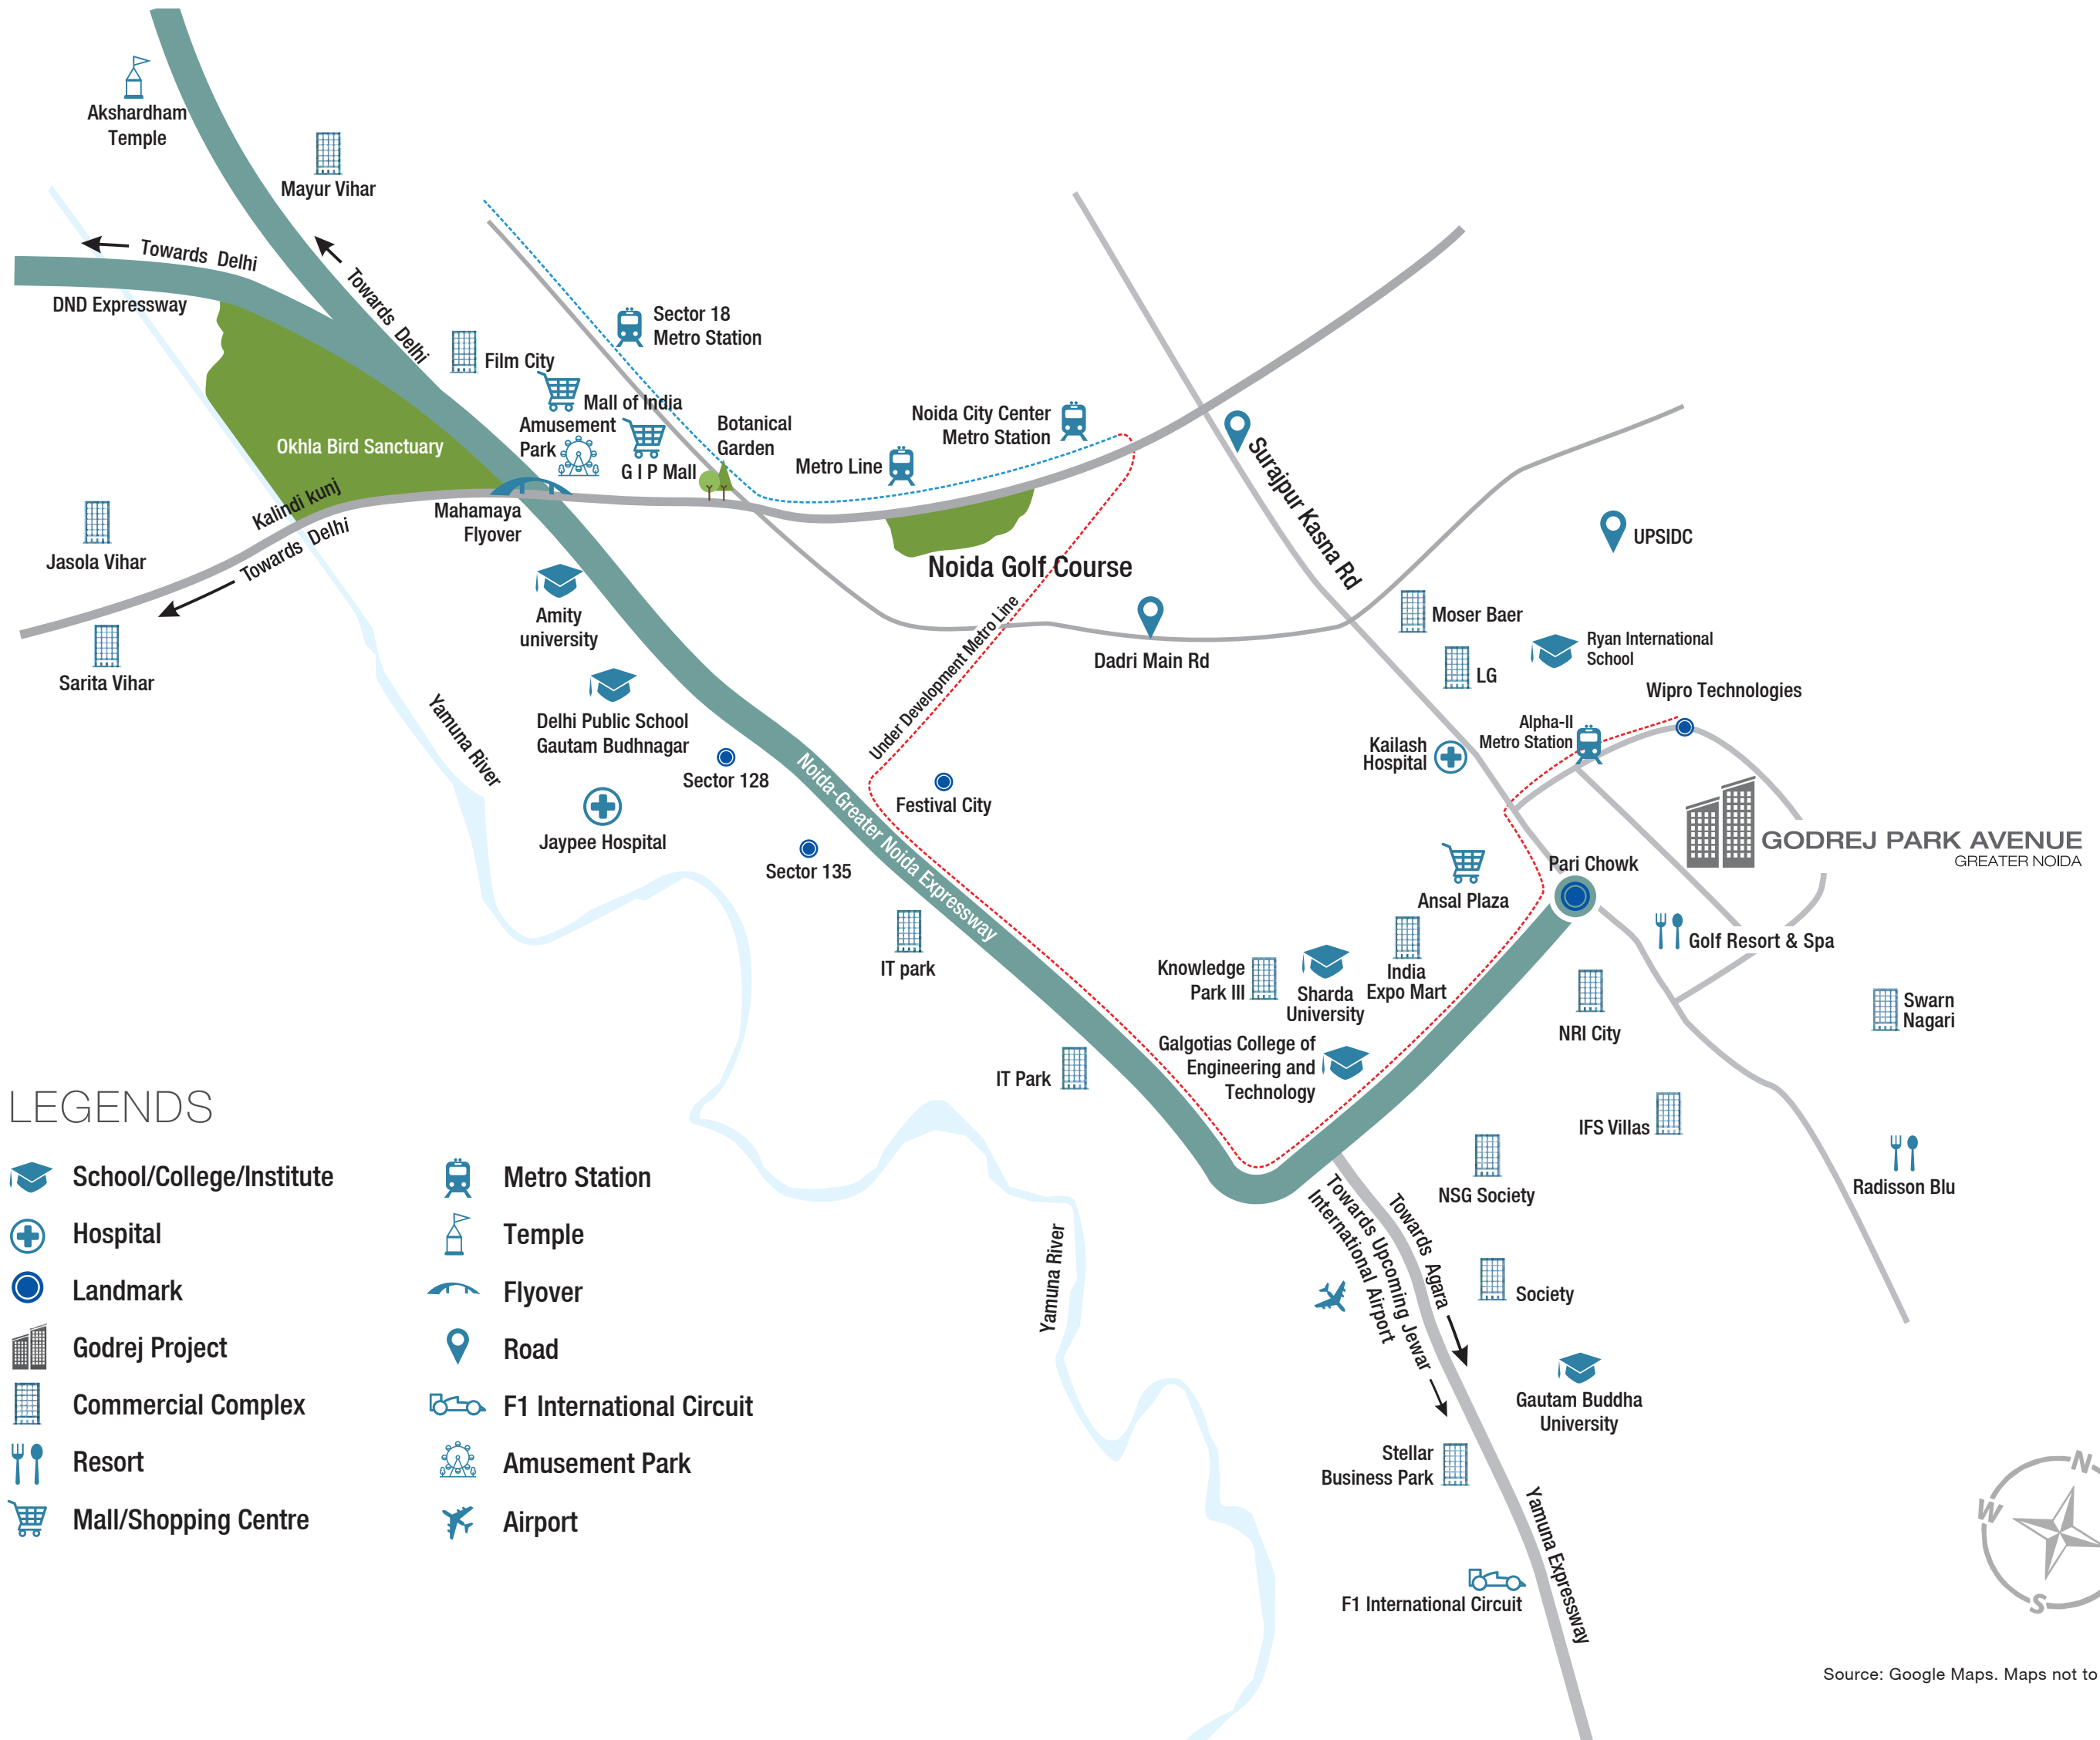 Akshardham
Temple
Mayur Vihar
Towards Delhi
DND Expressway
Towards Delhi
Sector 18
Metro Station
Film City
Mall of India
Amusement
Park
G I P Mall
Botanical
Garden
Noida City Center
Metro Station
Metro Line
Okhla Bird Sanctuary
Kalindi kunj
Towards Delhi
Mahamaya
Flyover
Jasola Vihar
Sarita Vihar
Noida Golf Course
Surajpur Kasna Rd
UPSIDC
Amity
university
Under Development Metro Line
Dadri Main Rd
Moser Baer
LG
Ryan International
School
Wipro Technologies
Alpha-II
Metro Station
Kailash
Hospital
Yamuna River
Delhi Public School
Gautam Budhnagar
Sector 128
Jaypee Hospital
Sector 135
Noida-Greater Noida Expressway
Festival City
GODREJ PARK AVENUE
GREATER NOIDA
Pari Chowk
Ansal Plaza
Golf Resort & Spa
IT park
Knowledge
Park III
Sharda
University
India
Expo Mart
NRI City
Swarn
Nagari
Galgotias College of
Engineering and
Technology
IT Park
IFS Villas
NSG Society
Radisson Blu
Yamuna River
Towards Upcoming Jewar
International Airport
Towards Agara
Society
Gautam Buddha
University
Stellar
Business Park
Yamuna Expressway
F1 International Circuit
LEGENDS
School/College/Institute
Hospital
Landmark
Godrej Project
Commercial Complex
Resort
Mall/Shopping Centre
Metro Station
Temple
Flyover
Road
F1 International Circuit
Amusement Park
Airport
N
W
S
Source: Google Maps. Maps not to